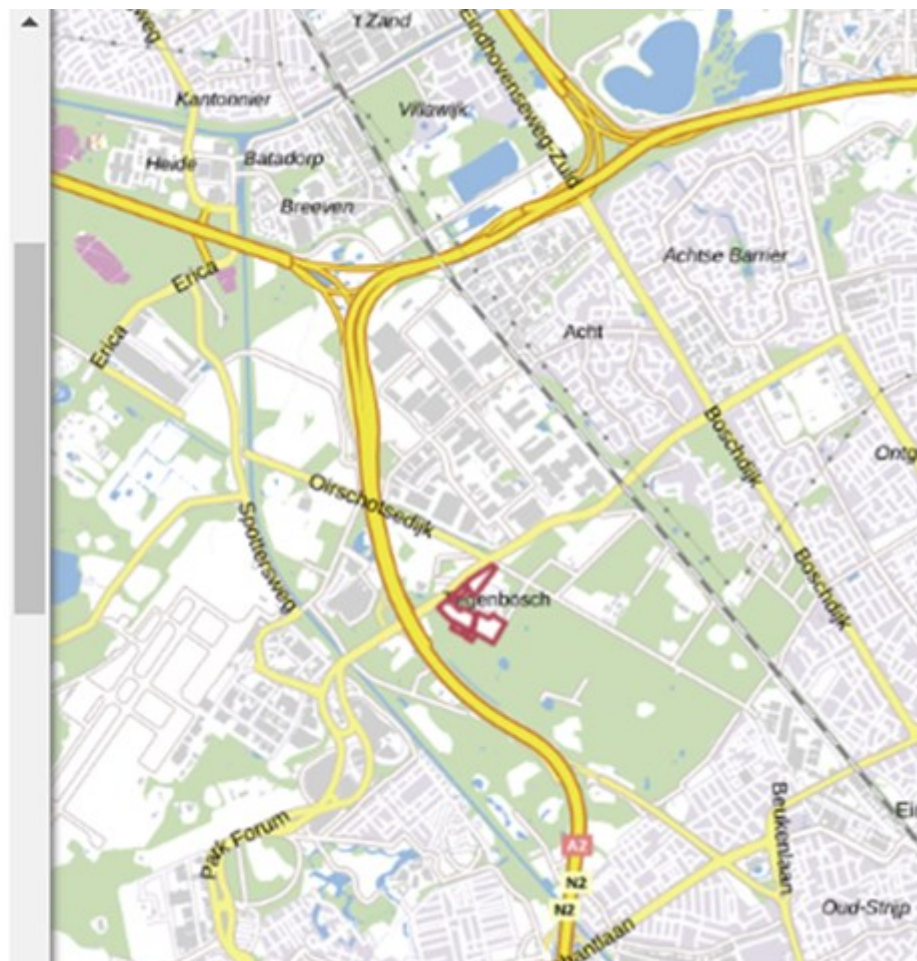 't Zand
Eindhovenseweg-Zuid
Kantonnier
Villawijk
Heide
Batadorp
Breeven
Achtse Barrier
Erica
Erica
Acht
Boschdijk
Oirschotsedijk
Spottersweg
Boschdijk
Beukenlaan
Park Forum
A2
N2
N2
Oud-Strijp